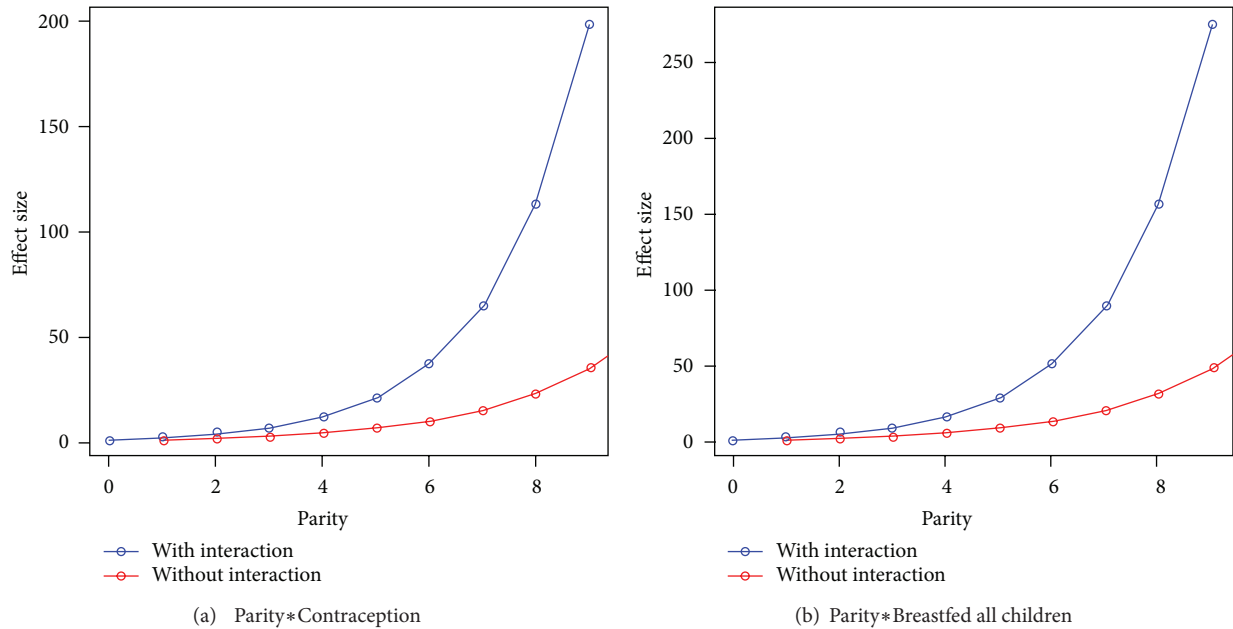 200
150
100
50
0
Effect size
0 2 4 6 8
Parity
With interaction
Without interaction
(a) Parity∗Contraception
250
200
150
100
50
0
Effect size
0 2 4 6 8
Parity
With interaction
Without interaction
(b) Parity∗Breastfed all children